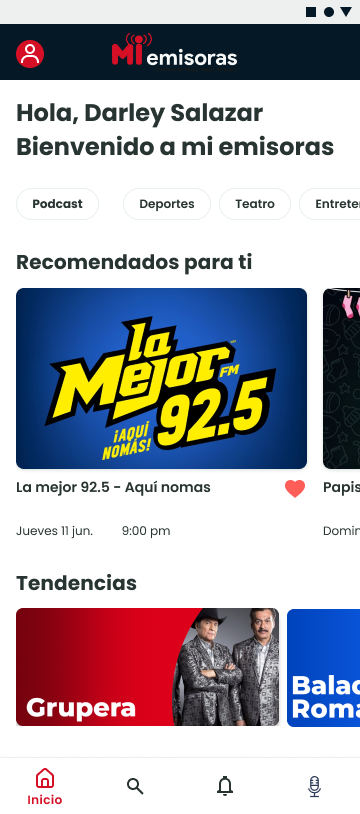 Mi emisoras
Hola, Darley Salazar
Bienvenido a mi emisoras
Podcast
Deportes
Teatro
Entrete
Recomendados para ti
la
Mejor
FM
92.5
¡AQUÍ
NOMÁS!
La mejor 92.5 - Aquí nomas
Papis
Jueves 11 jun.
9:00 pm
Domin
Tendencias
Grupera
Balad
Roma
Inicio